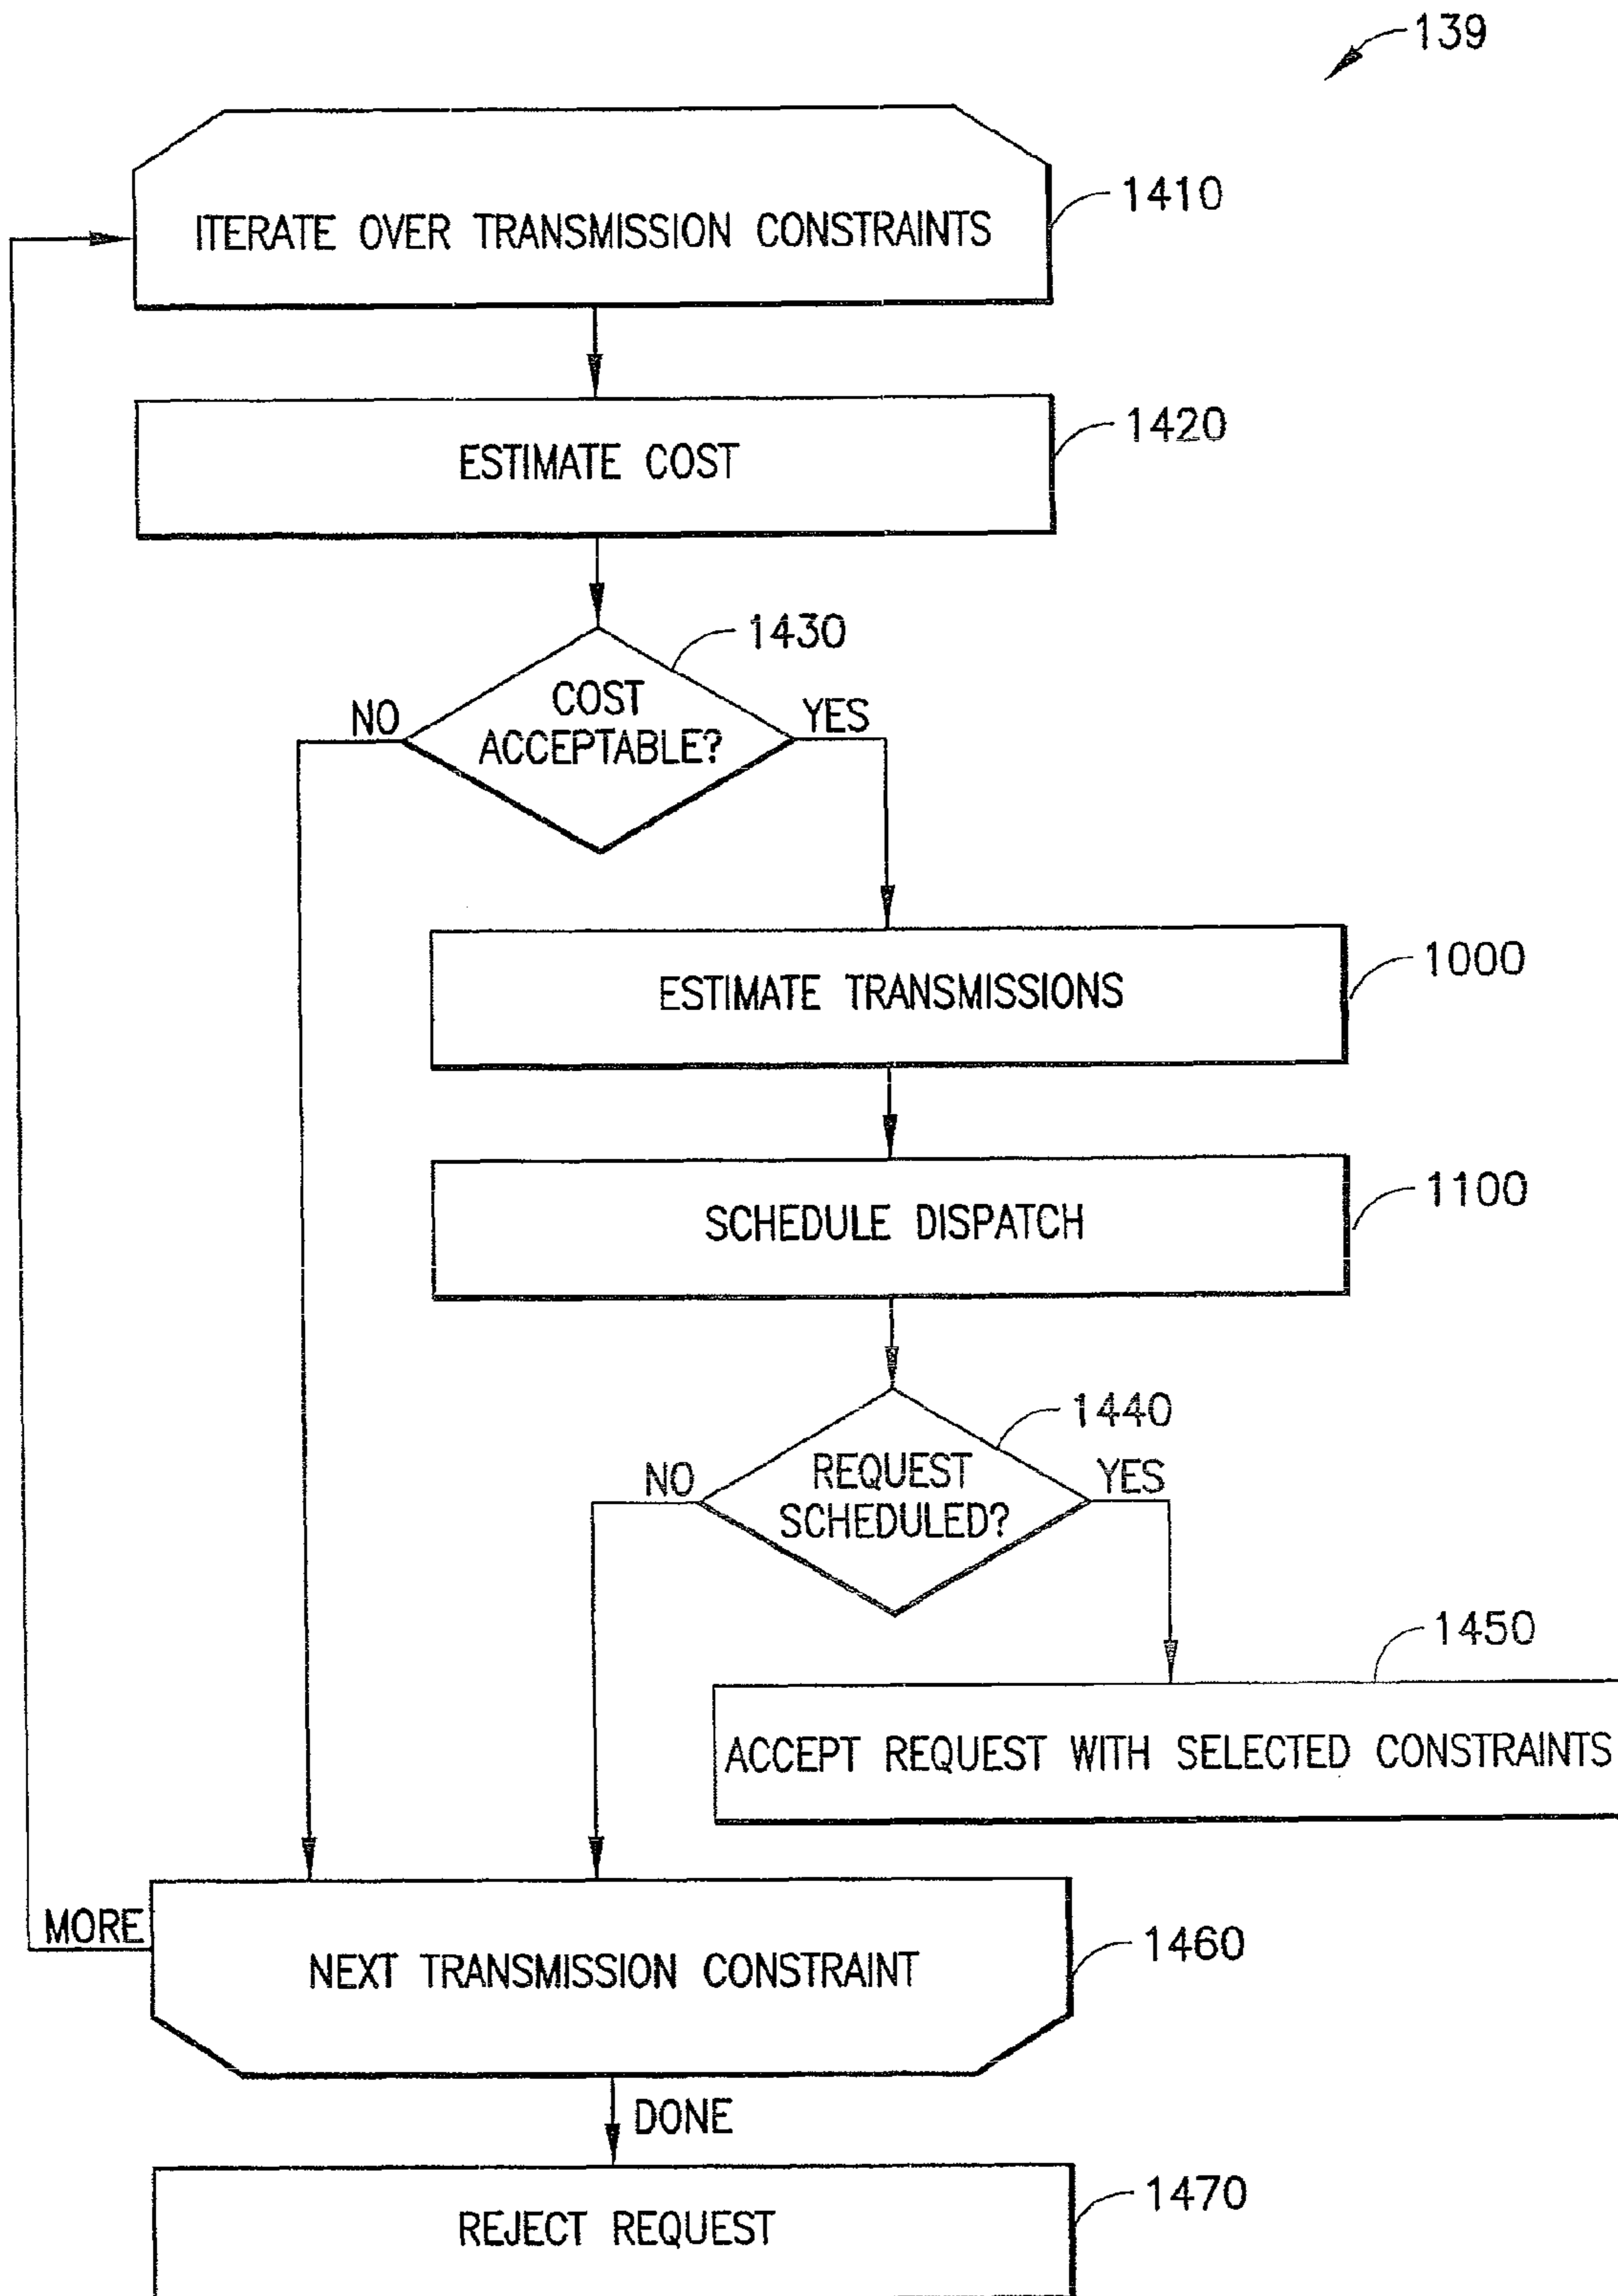 139
ITERATE OVER TRANSMISSION CONSTRAINTS
1410
ESTIMATE COST
1420
1430
COST
ACCEPTABLE?
NO
YES
ESTIMATE TRANSMISSIONS
1000
SCHEDULE DISPATCH
1100
1440
REQUEST
SCHEDULED?
NO
YES
1450
ACCEPT REQUEST WITH SELECTED CONSTRAINTS
MORE
NEXT TRANSMISSION CONSTRAINT
1460
DONE
REJECT REQUEST
1470